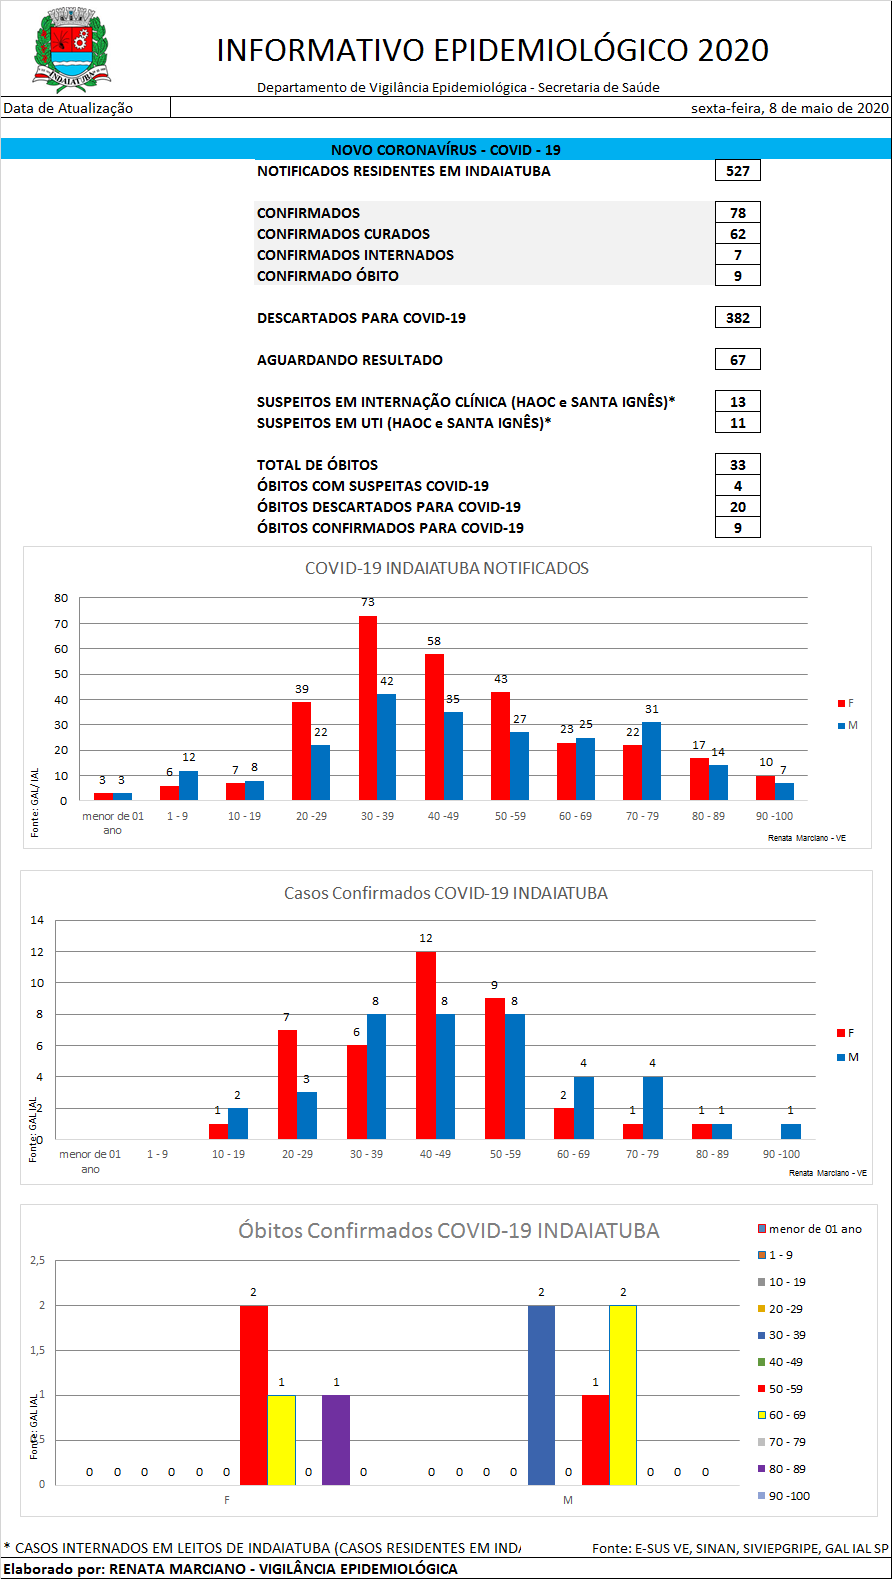 INDAIATUBA
INFORMATIVO EPIDEMIOLÓGICO 2020
Departamento de Vigilância Epidemiológica - Secretaria de Saúde
Data de Atualização sexta-feira, 8 de maio de 2020
NOVO CORONAVÍRUS - COVID - 19
NOTIFICADOS RESIDENTES EM INDAIATUBA 527
CONFIRMADOS 78
CONFIRMADOS CURADOS 62
CONFIRMADOS INTERNADOS 7
CONFIRMADO ÓBITO 9
DESCARTADOS PARA COVID-19 382
AGUARDANDO RESULTADO 67
SUSPEITOS EM INTERNAÇÃO CLÍNICA (HAOC e SANTA IGNÊS)* 13
SUSPEITOS EM UTI (HAOC e SANTA IGNÊS)* 11
TOTAL DE ÓBITOS 33
ÓBITOS COM SUSPEITAS COVID-19 4
ÓBITOS DESCARTADOS PARA COVID-19 20
ÓBITOS CONFIRMADOS PARA COVID-19 9
COVID-19 INDAIATUBA NOTIFICADOS
80
70
60
50
40
30
20
10
0
3 3 6 12 7 8 39 22 73 42 58 35 43 27 23 25 22 31 17 14 10 7
F
M
menor de 01 ano 1 - 9 10 - 19 20 -29 30 - 39 40 -49 50 -59 60 - 69 70 - 79 80 - 89 90 -100
Fonte: GAL/ IAL
Renata Marciano - VE
Casos Confirmados COVID-19 INDAIATUBA
14
12
10
8
6
4
2
0
1 2 7 3 6 8 12 8 9 8 2 4 1 4 1 1 1
F
M
menor de 01 ano 1 - 9 10 - 19 20 -29 30 - 39 40 -49 50 -59 60 - 69 70 - 79 80 - 89 90 -100
Fonte: GAL IAL
Renata Marciano - VE
Óbitos Confirmados COVID-19 INDAIATUBA
2,5
2
1,5
1
0,5
0
0 0 0 0 0 0 2 1 0 1 0 0 0 0 0 2 0 1 2 0 0 0
F M
Fonte: GAL IAL
menor de 01 ano
1 - 9
10 - 19
20 -29
30 - 39
40 -49
50 -59
60 - 69
70 - 79
80 - 89
90 -100
* CASOS INTERNADOS EM LEITOS DE INDAIATUBA (CASOS RESIDENTES EM INDA Fonte: E-SUS VE, SINAN, SIVIEPGRIPE, GAL IAL SP
Elaborado por: RENATA MARCIANO - VIGILÂNCIA EPIDEMIOLÓGICA